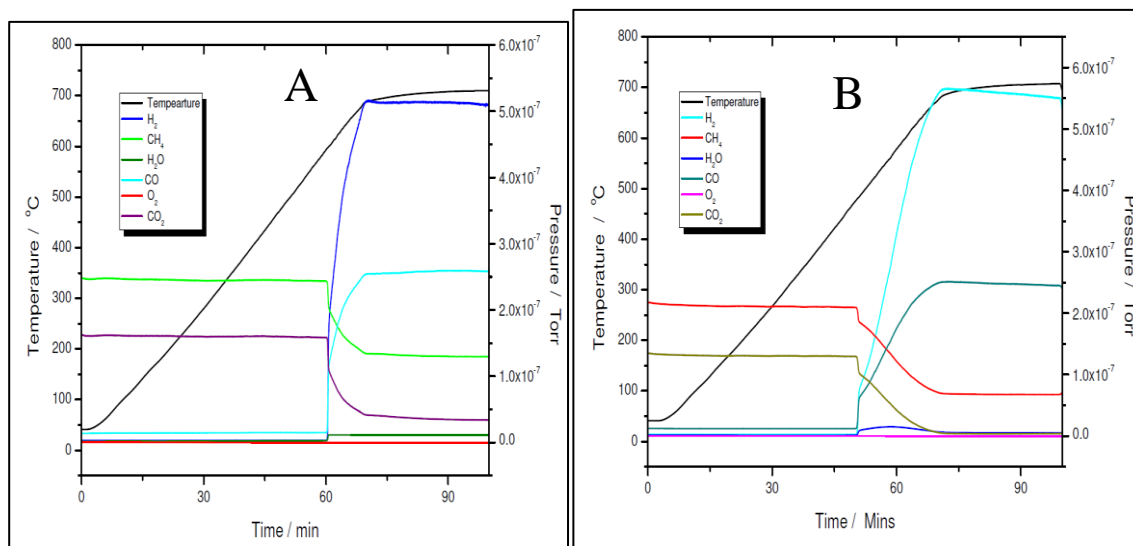 A
Tempearture
H2
CH4
H2O
CO
O2
CO2
Temperature / °C
800
700
600
500
400
300
200
100
0
0
30
60
90
Time / min
6.0x10-7
5.0x10-7
4.0x10-7
3.0x10-7
2.0x10-7
1.0x10-7
0.0
Pressure / Torr
B
Temperature
H2
CH4
H2O
CO
O2
CO2
Temperature / °C
800
700
600
500
400
300
200
100
0
0
30
60
90
Time / Mins
6.0x10-7
5.0x10-7
4.0x10-7
3.0x10-7
2.0x10-7
1.0x10-7
0.0
Pressure / Torr